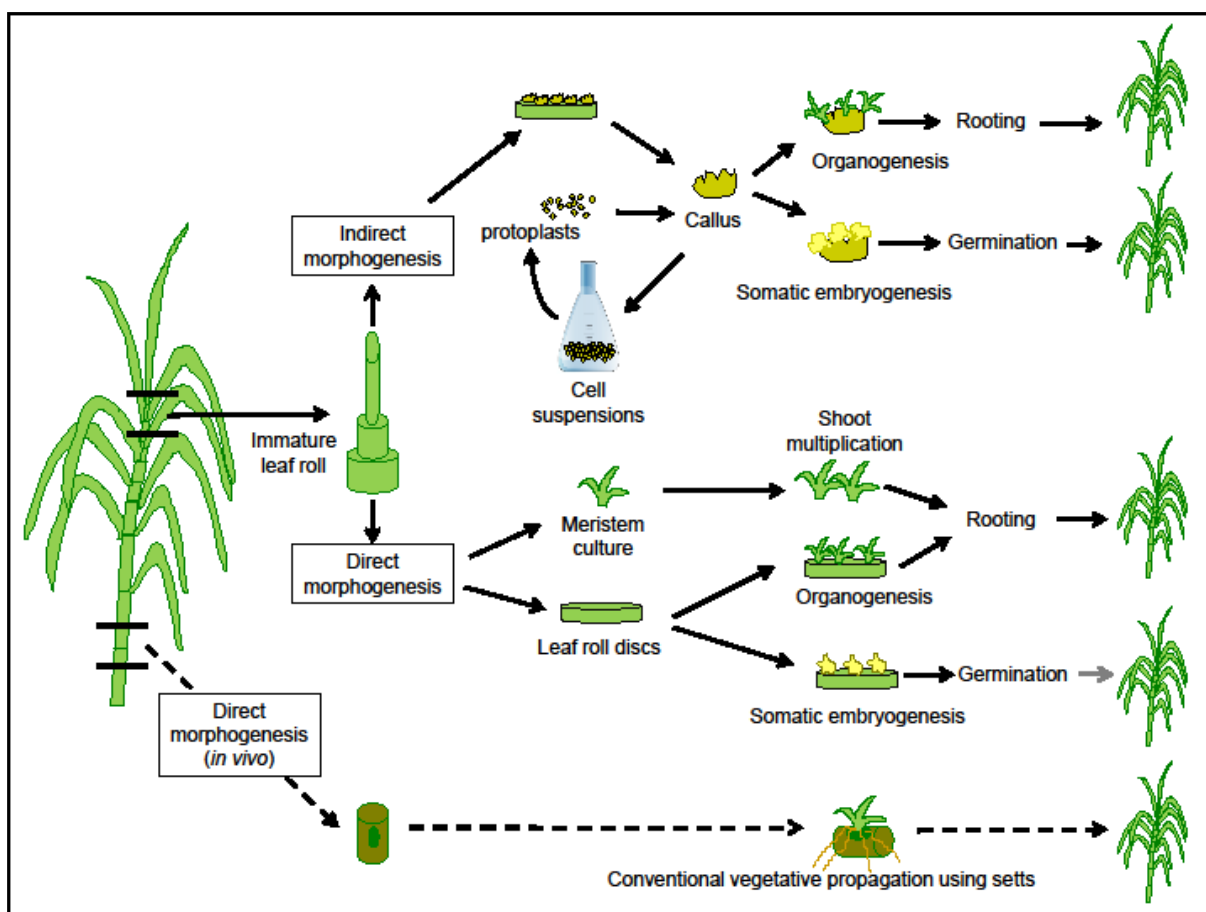 Organogenesis
Rooting
Indirect
morphogenesis
protoplasts
Callus
Germination
Somatic embryogenesis
Cell
suspensions
Immature
leaf roll
Shoot
multiplication
Meristem
culture
Rooting
Direct
morphogenesis
Organogenesis
Leaf roll discs
Germination
Somatic embryogenesis
Direct
morphogenesis
(in vivo)
Conventional vegetative propagation using setts